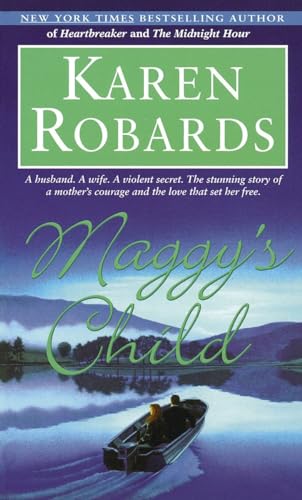 NEW YORK TIMES BESTSELLING AUTHOR
of Heartbreaker and The Midnight Hour
KAREN
ROBARDS
A husband. A wife. A violent secret. The stunning story of
a mother's courage and the love that set her free.
Maggy's
Child